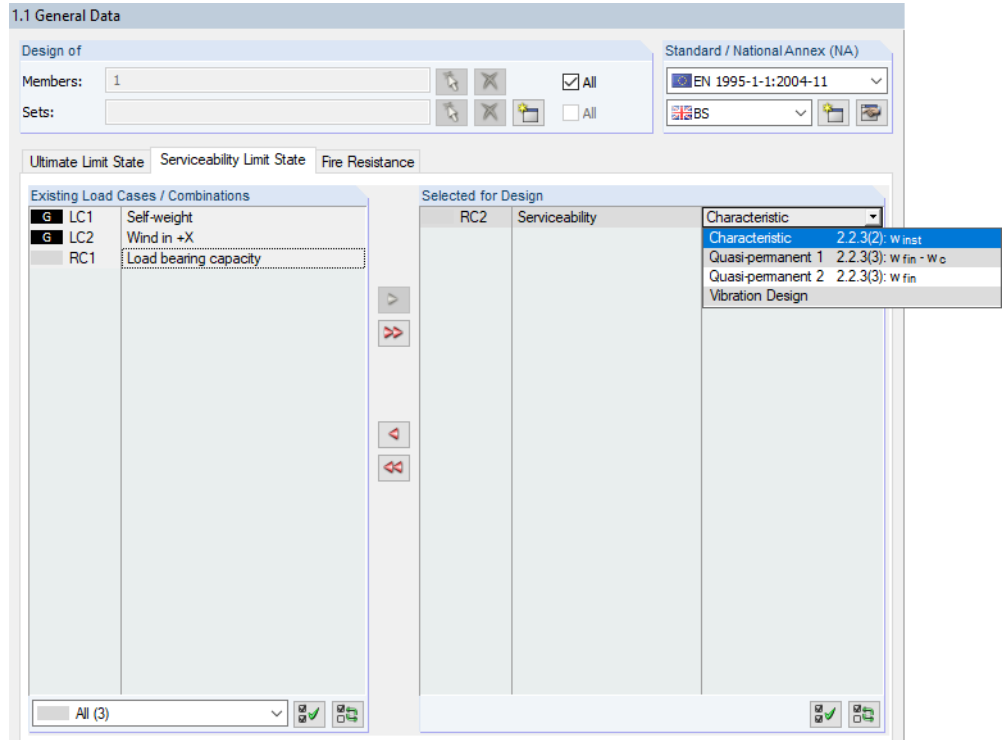 1.1 General Data
Design of
Standard / National Annex (NA)
Members: 1 All
EN 1995-1-1:2004-11
Sets: All
BS
Ultimate Limit State Serviceability Limit State Fire Resistance
Existing Load Cases / Combinations
Selected for Design
G LC1 Self-weight
RC2 Serviceability Characteristic
G LC2 Wind in +X
Characteristic 2.2.3(2): w inst
RC1 Load bearing capacity
Quasi-permanent 1 2.2.3(3): w fin - w c
Quasi-permanent 2 2.2.3(3): w fin
Vibration Design
All (3)